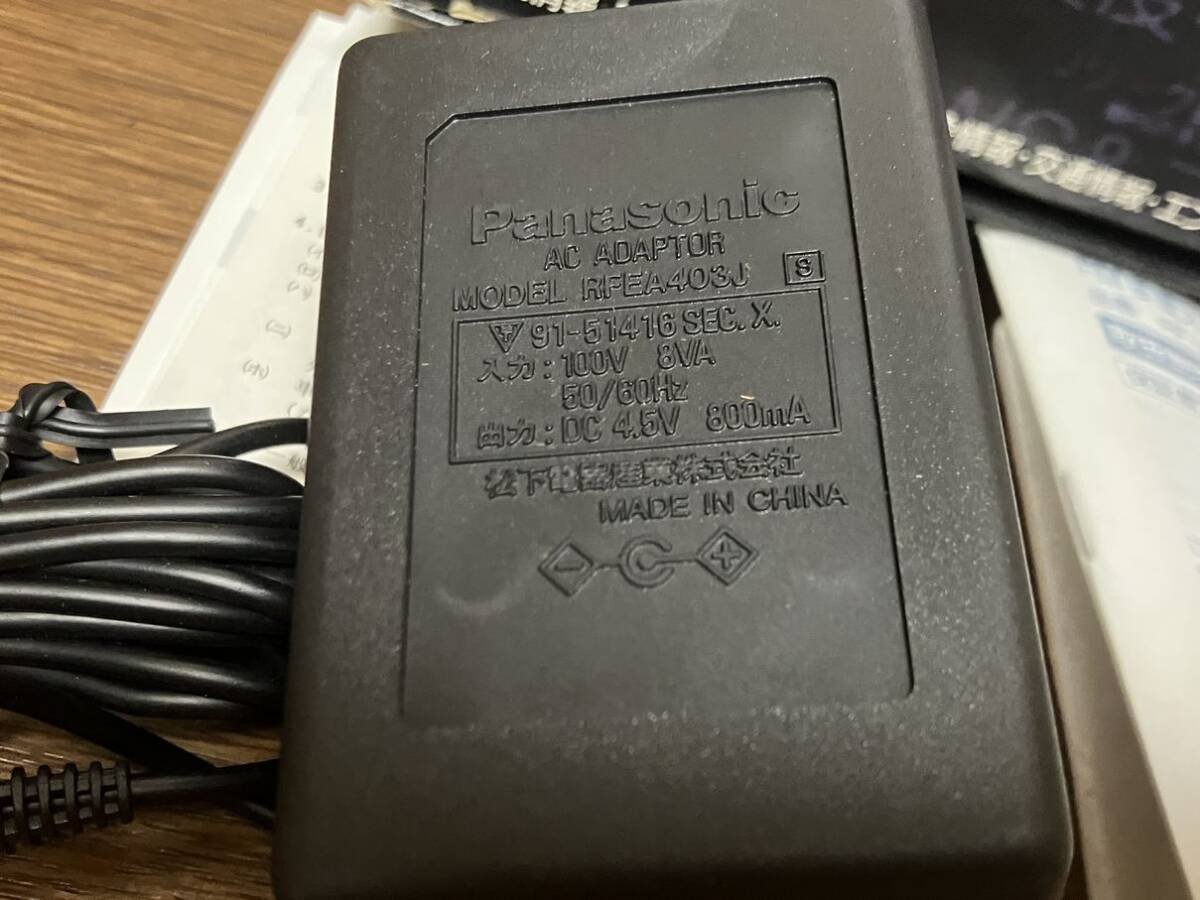 Panasonic
AC ADAPTOR
MODEL RFEA403J
S
91-51416 SEC. X.
入力 : 100V 8VA
50/60Hz
出力 : DC 4.5V 800mA
松下電器産業株式会社
MADE IN CHINA
- C +